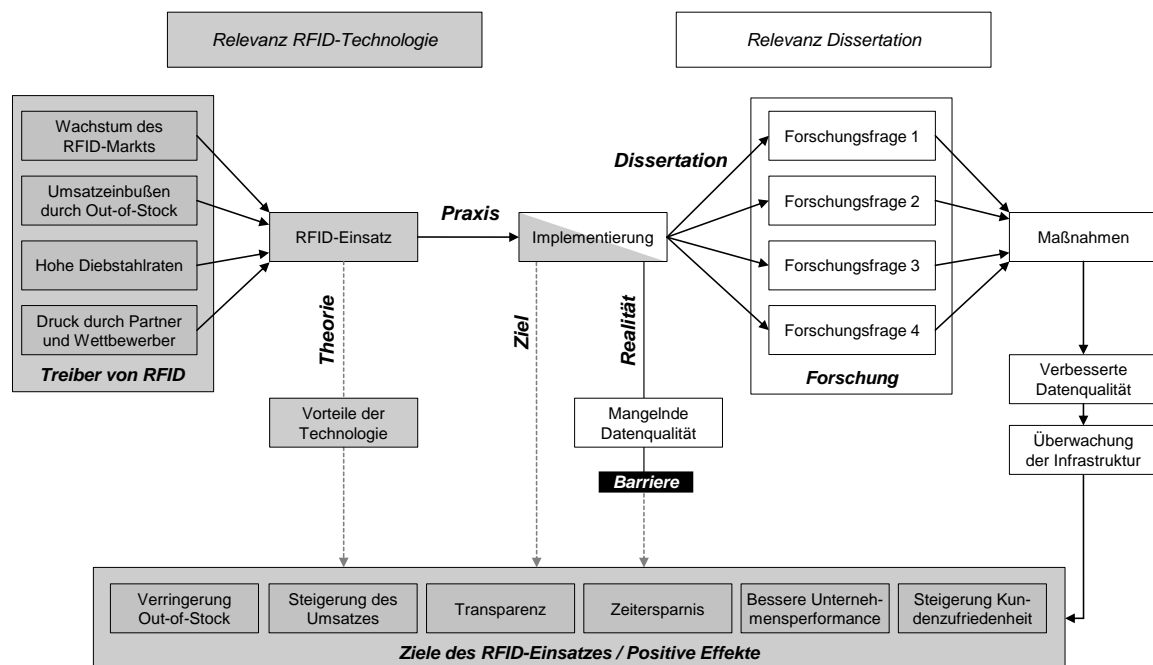 Relevanz RFID-Technologie
Relevanz Dissertation
Wachstum des
RFID-Markts
Umsatzeinbußen
durch Out-of-Stock
Hohe Diebstahlraten
Druck durch Partner
und Wettbewerber
Treiber von RFID
RFID-Einsatz
Praxis
Implementierung
Dissertation
Forschungsfrage 1
Forschungsfrage 2
Forschungsfrage 3
Forschungsfrage 4
Forschung
Maßnahmen
Theorie
Ziel
Realität
Vorteile der
Technologie
Mangelnde
Datenqualität
Barriere
Verbesserte
Datenqualität
Überwachung
der Infrastruktur
Verringerung
Out-of-Stock
Steigerung des
Umsatzes
Transparenz
Zeitersparnis
Bessere Unterneh-
mensperformance
Steigerung Kun-
denzufriedenheit
Ziele des RFID-Einsatzes / Positive Effekte